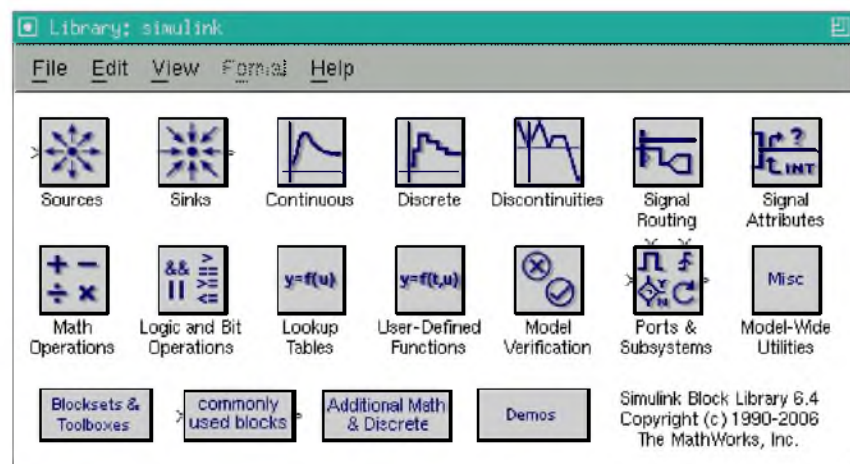 Library: simulink
File Edit View Format Help
? INT
Sources Sinks Continuous Discrete Discontinuities Signal Routing Signal Attributes
+ − && > ==
÷ × || >= <=
y=f(u) y=f(t,u) Y N Misc
Math Operations Logic and Bit Operations Lookup Tables User-Defined Functions Model Verification Ports & Subsystems Model-Wide Utilities
Blocksets & Toolboxes
commonly used blocks
Additional Math & Discrete
Demos
Simulink Block Library 6.4
Copyright (c) 1990-2006
The MathWorks, Inc.